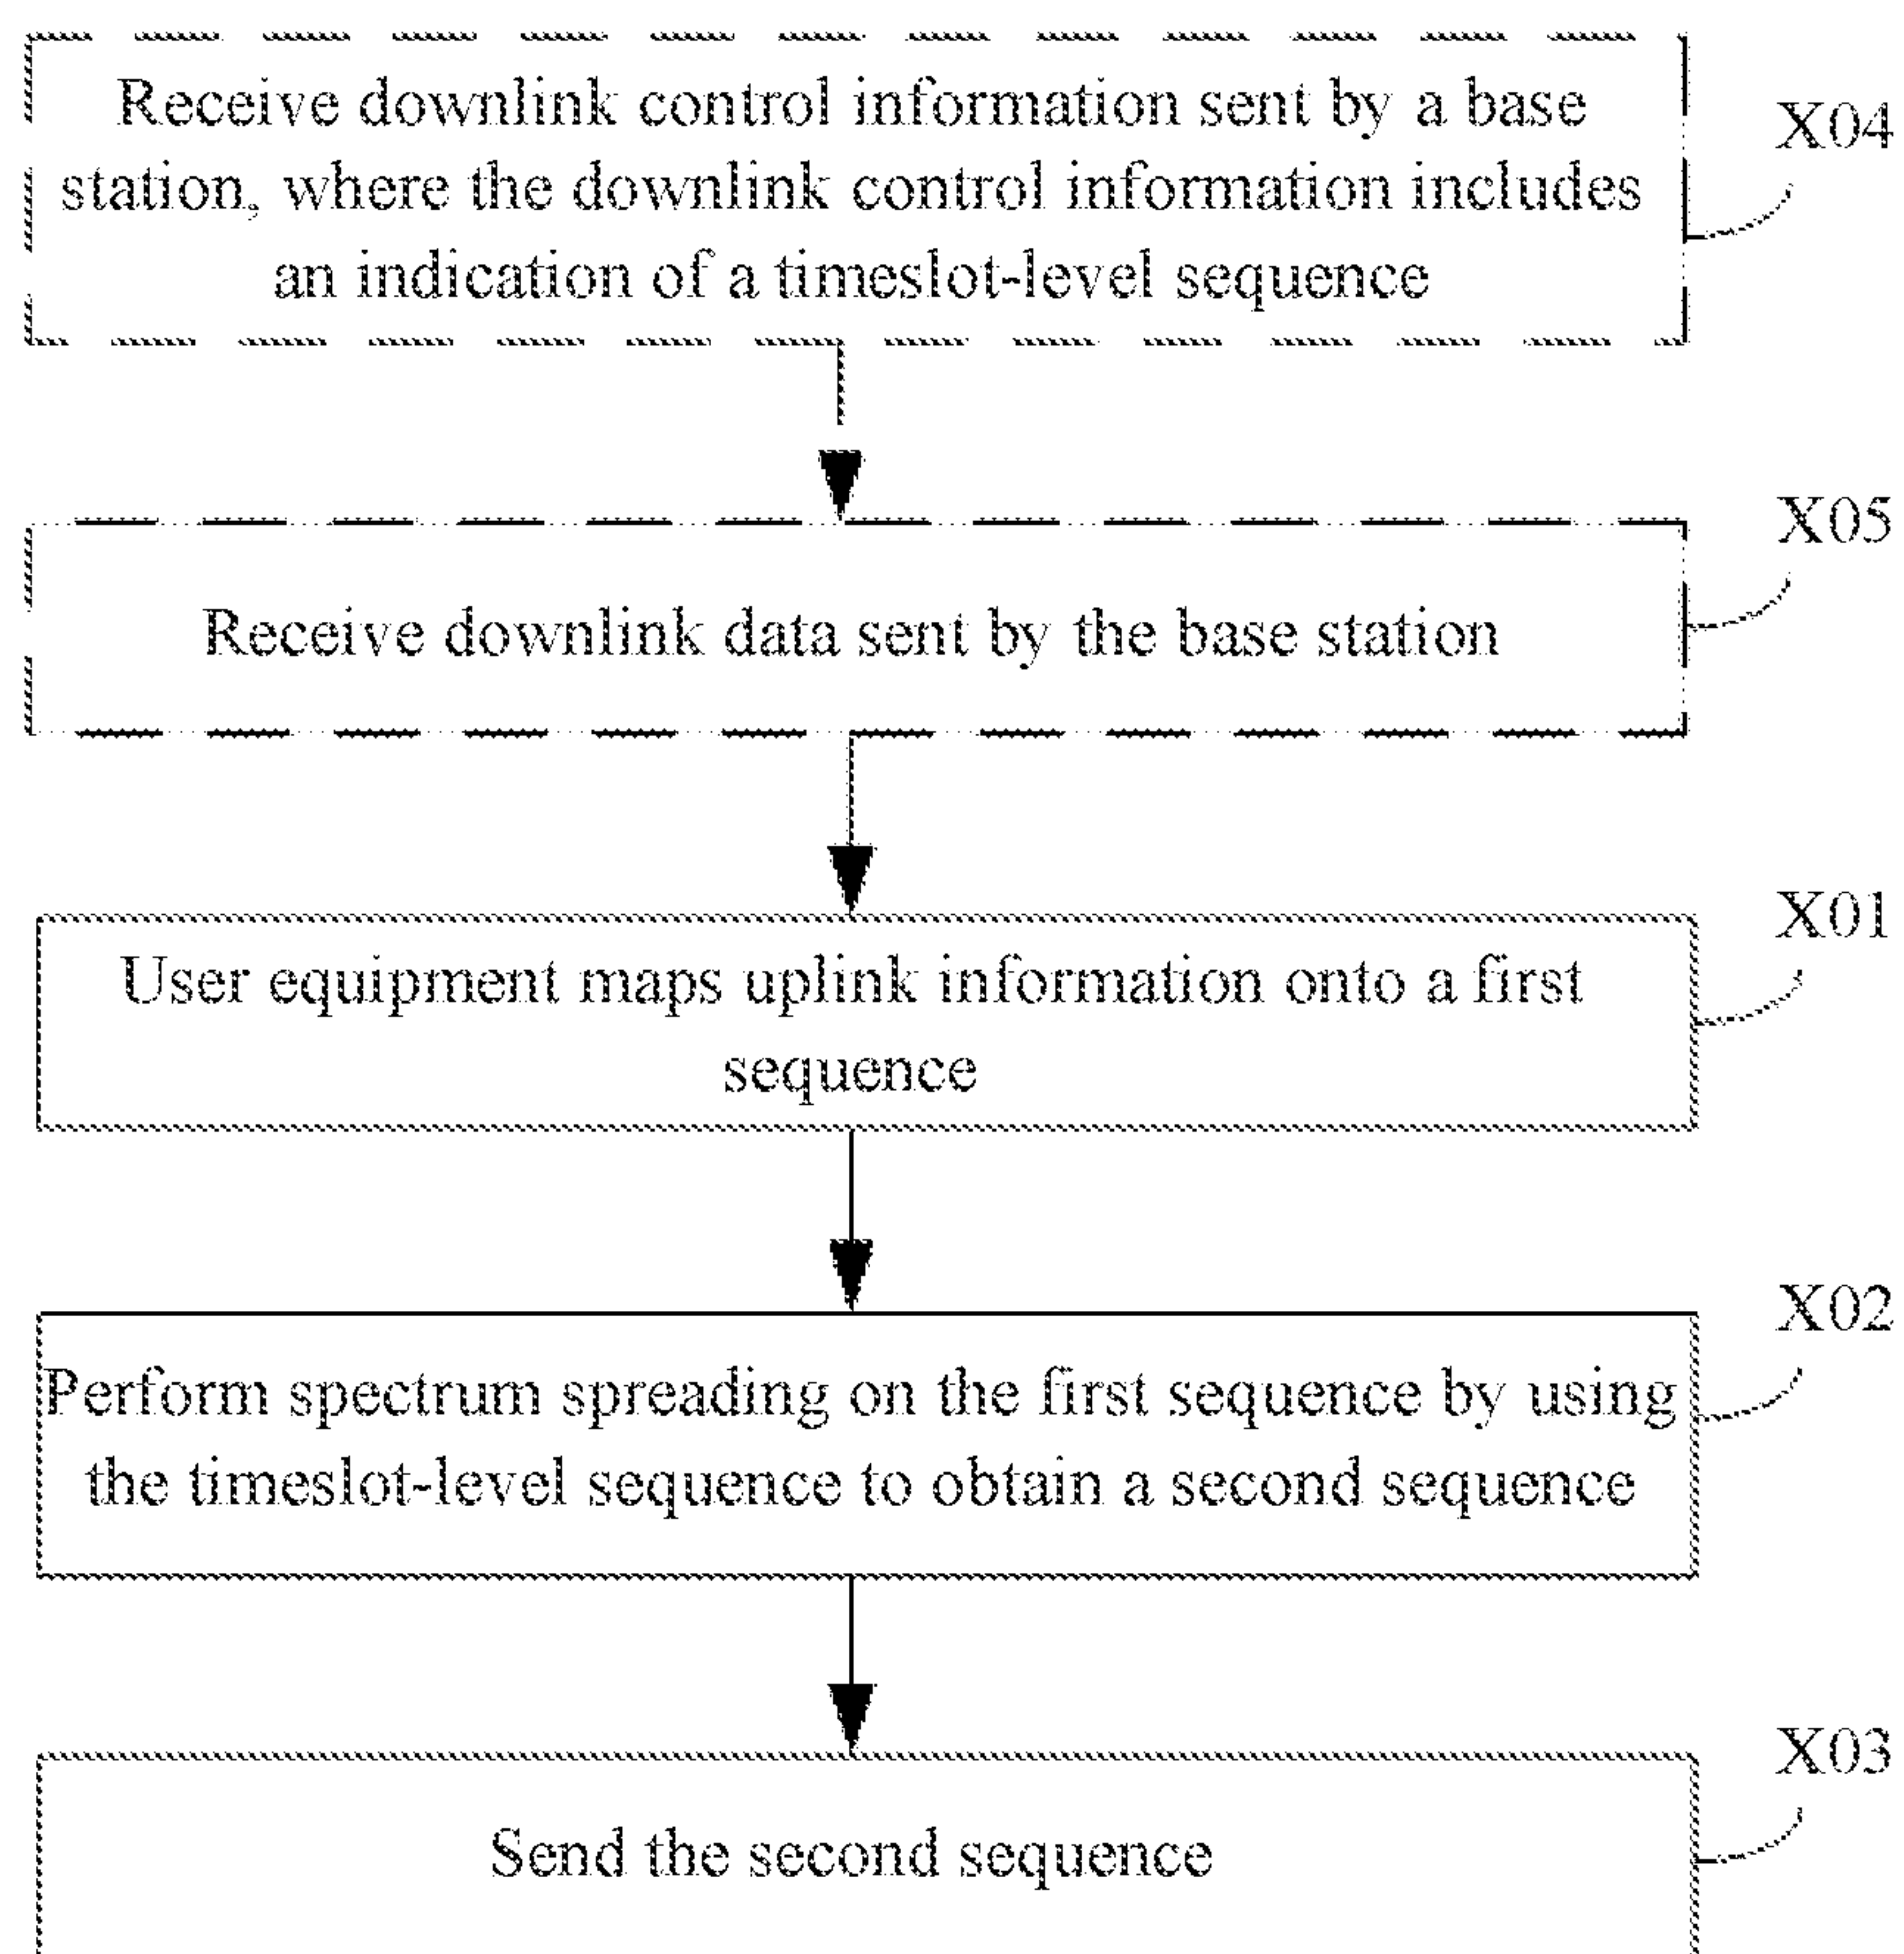 Receive downlink control information sent by a base
station, where the downlink control information includes
an indication of a timeslot-level sequence
X04
Receive downlink data sent by the base station
X05
User equipment maps uplink information onto a first
sequence
X01
Perform spectrum spreading on the first sequence by using
the timeslot-level sequence to obtain a second sequence
X02
Send the second sequence
X03